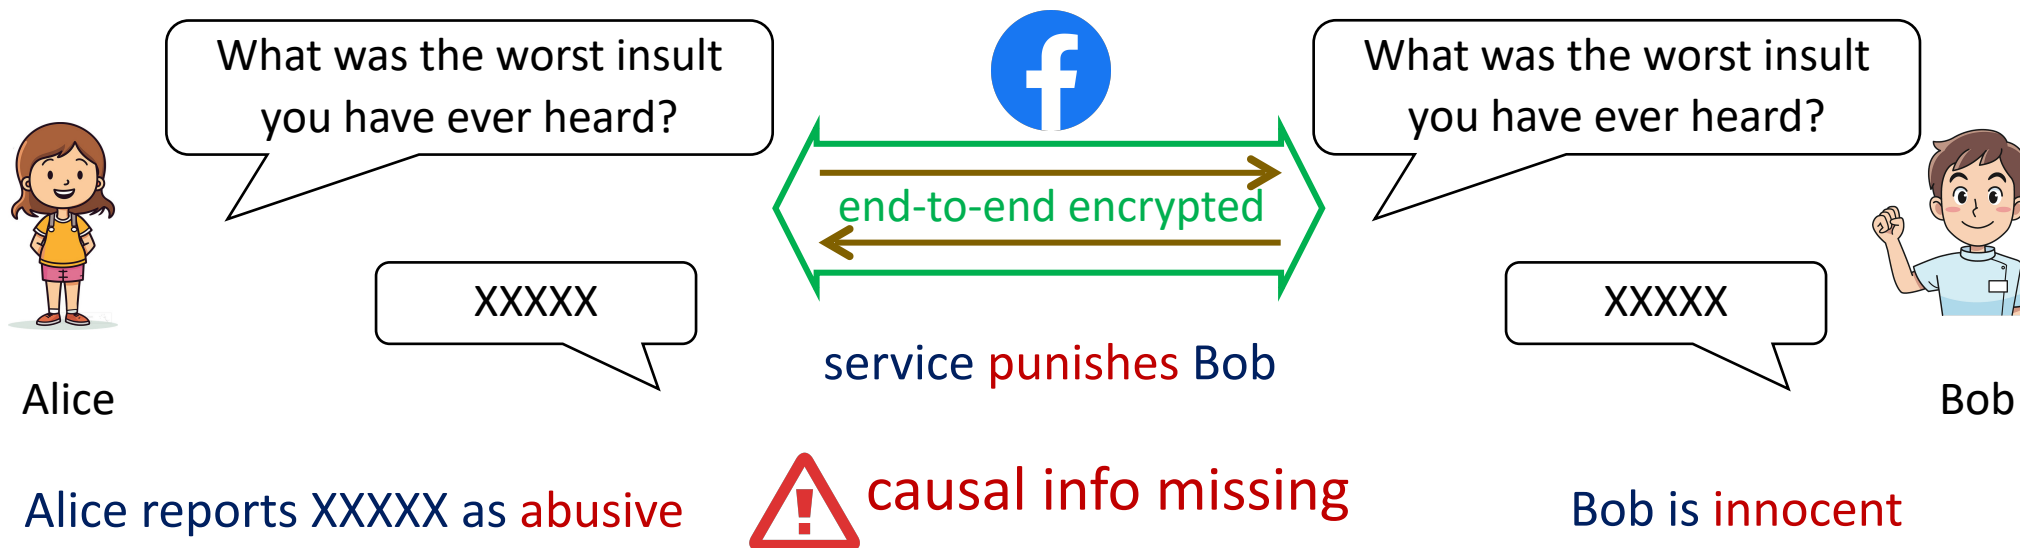 What was the worst insult
you have ever heard?
What was the worst insult
you have ever heard?
end-to-end encrypted
XXXXX
XXXXX
service punishes Bob
Alice
Bob
causal info missing
Alice reports XXXXX as abusive
Bob is innocent